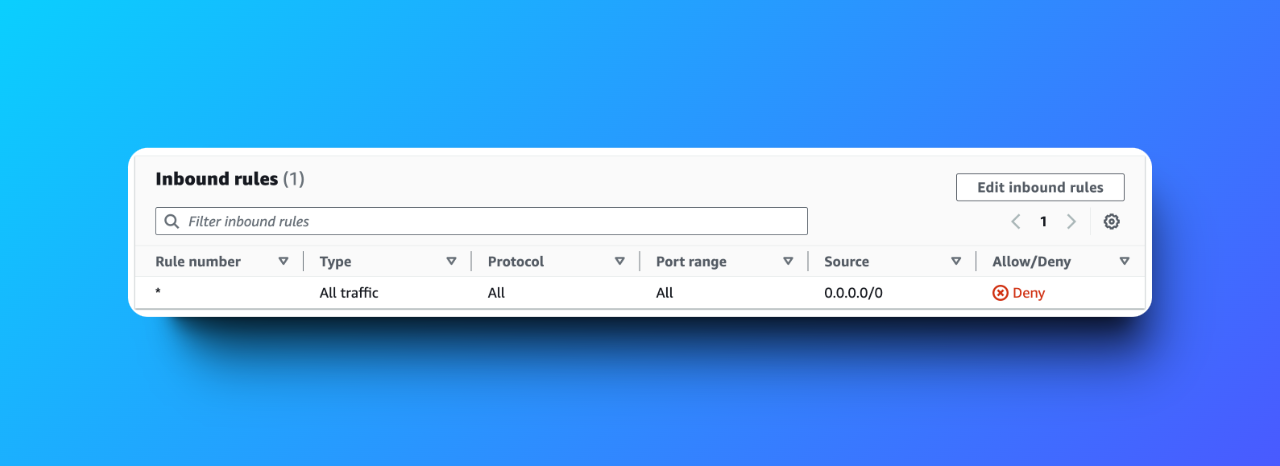 Inbound rules (1)
Edit inbound rules
Filter inbound rules
1
Rule number Type Protocol Port range Source Allow/Deny
* All traffic All All 0.0.0.0/0 Deny